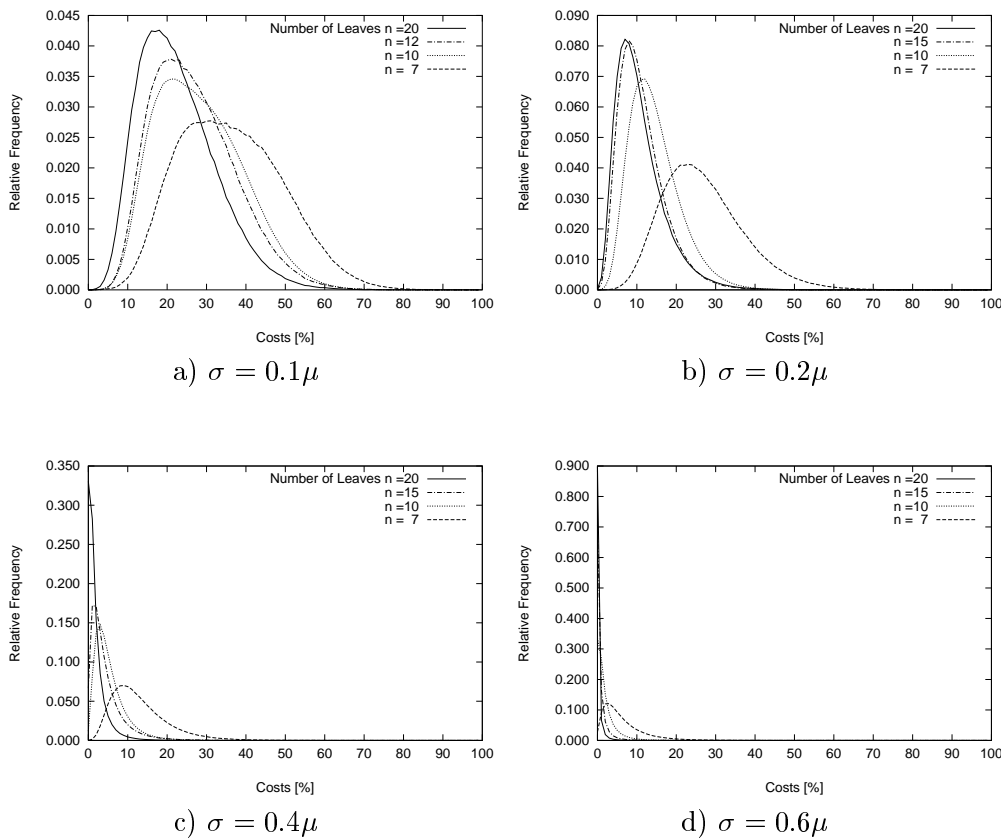 0.045
0.040
0.035
0.030
0.025
0.020
0.015
0.010
0.005
0.000
0 10 20 30 40 50 60 70 80 90 100
Relative Frequency
Costs [%]
Number of Leaves n =20
n =12
n =10
n = 7
a) σ = 0.1μ
0.090
0.080
0.070
0.060
0.050
0.040
0.030
0.020
0.010
0.000
0 10 20 30 40 50 60 70 80 90 100
Relative Frequency
Costs [%]
Number of Leaves n =20
n =15
n =10
n = 7
b) σ = 0.2μ
0.350
0.300
0.250
0.200
0.150
0.100
0.050
0.000
0 10 20 30 40 50 60 70 80 90 100
Relative Frequency
Costs [%]
Number of Leaves n =20
n =15
n =10
n = 7
c) σ = 0.4μ
0.900
0.800
0.700
0.600
0.500
0.400
0.300
0.200
0.100
0.000
0 10 20 30 40 50 60 70 80 90 100
Relative Frequency
Costs [%]
Number of Leaves n =20
n =15
n =10
n = 7
d) σ = 0.6μ